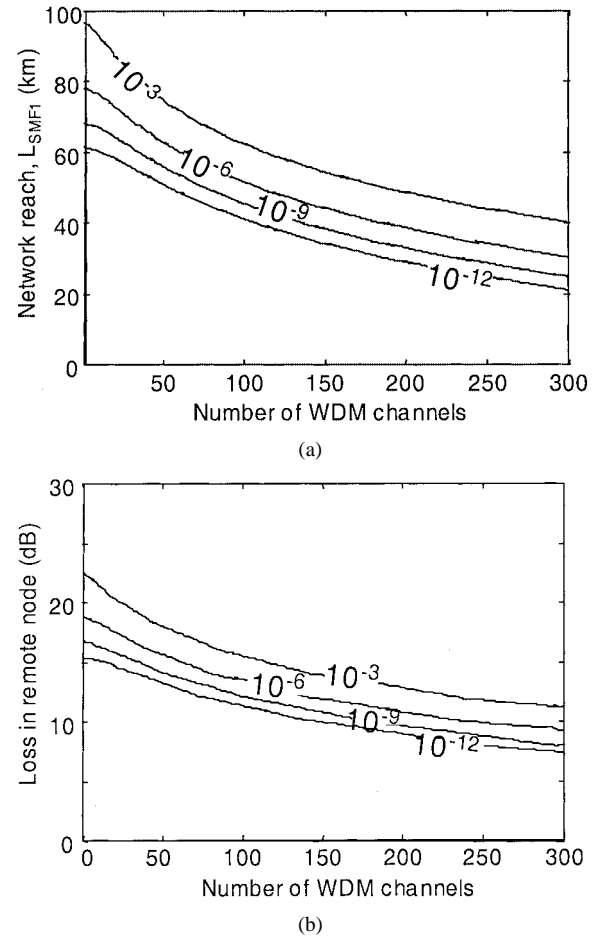 100
80
60
40
20
0
Network reach, L_SMF1 (km)
10^-3
10^-6
10^-9
10^-12
50 100 150 200 250 300
Number of WDM channels
(a)
30
20
10
0
Loss in remote node (dB)
10^-3
10^-6
10^-9
10^-12
0 50 100 150 200 250 300
Number of WDM channels
(b)